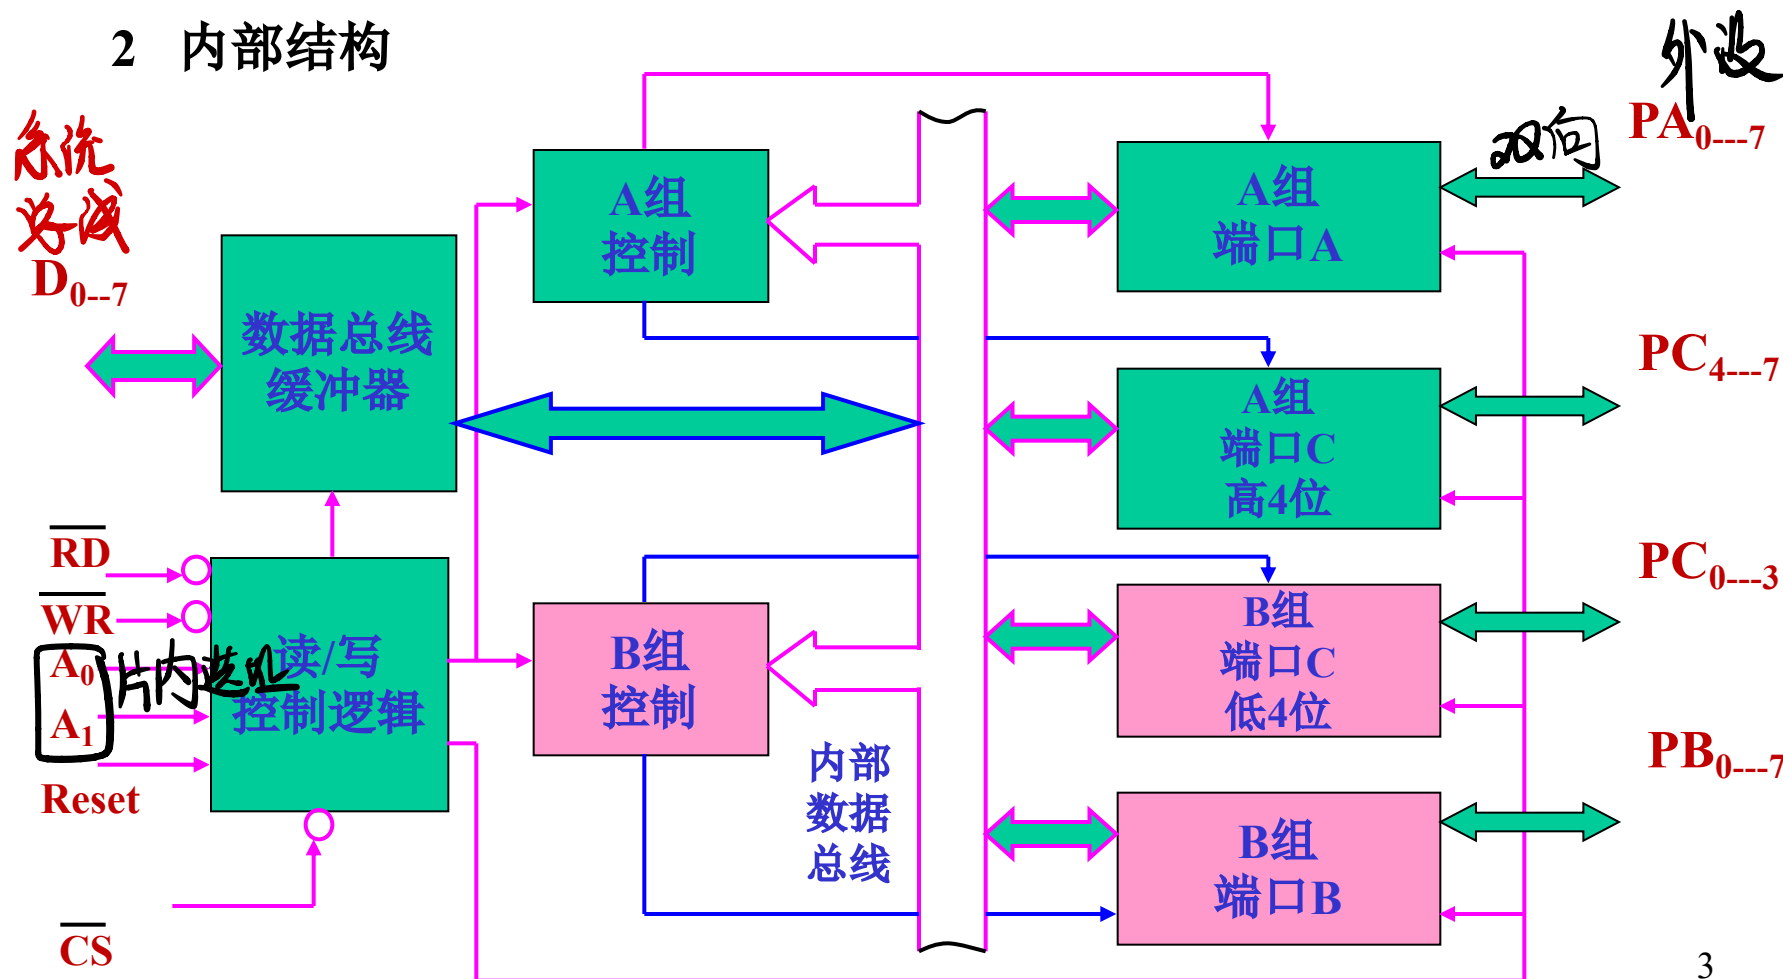 2 内部结构
外设
系统
总线
D0--7
双向
PA0---7
A组
控制
A组
端口A
数据总线
缓冲器
PC4---7
A组
端口C
高4位
RD
WR
A0
A1
片内选址
Reset
CS
读/写
控制逻辑
B组
控制
内部
数据
总线
PC0---3
B组
端口C
低4位
PB0---7
B组
端口B
3